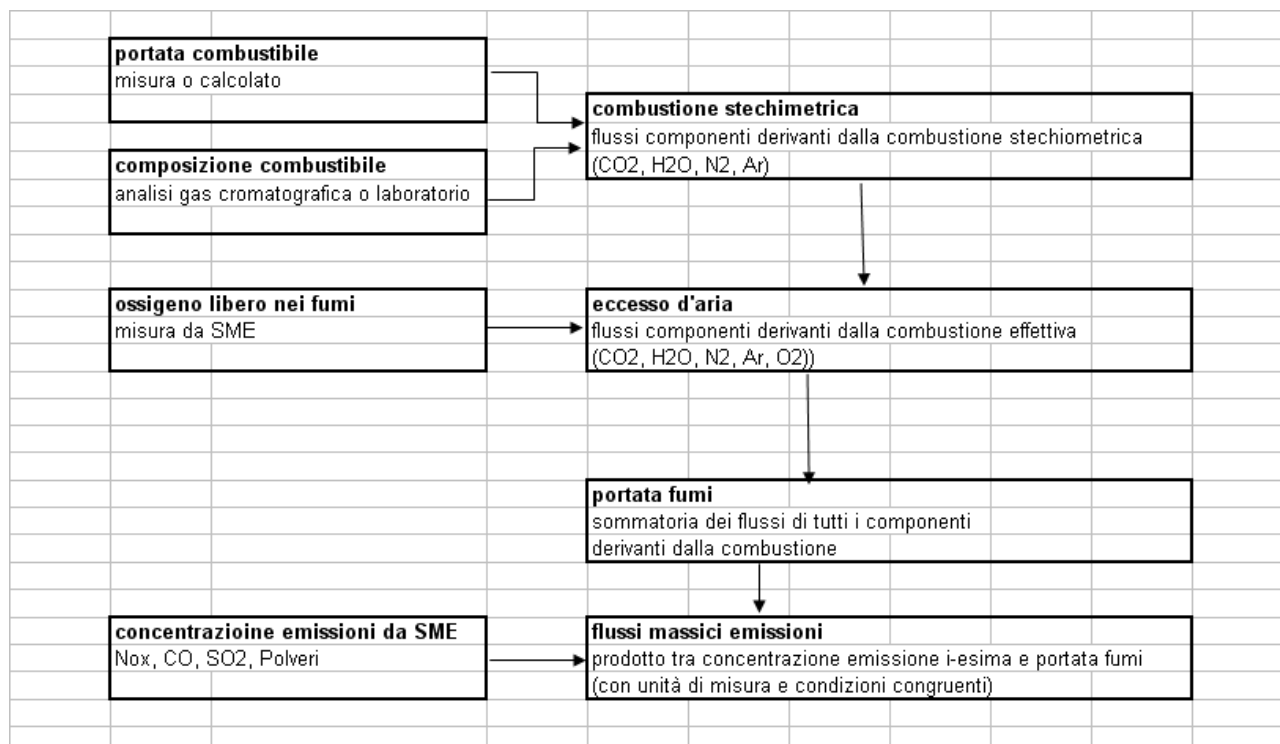 portata combustibile
misura o calcolato
combustione stechimetrica
flussi componenti derivanti dalla combustione stechiometrica
(CO2, H2O, N2, Ar)
composizione combustibile
analisi gas cromatografica o laboratorio
ossigeno libero nei fumi
misura da SME
eccesso d'aria
flussi componenti derivanti dalla combustione effettiva
(CO2, H2O, N2, Ar, O2))
portata fumi
sommatoria dei flussi di tutti i componenti
derivanti dalla combustione
concentrazioine emissioni da SME
Nox, CO, SO2, Polveri
flussi massici emissioni
prodotto tra concentrazione emissione i-esima e portata fumi
(con unità di misura e condizioni congruenti)